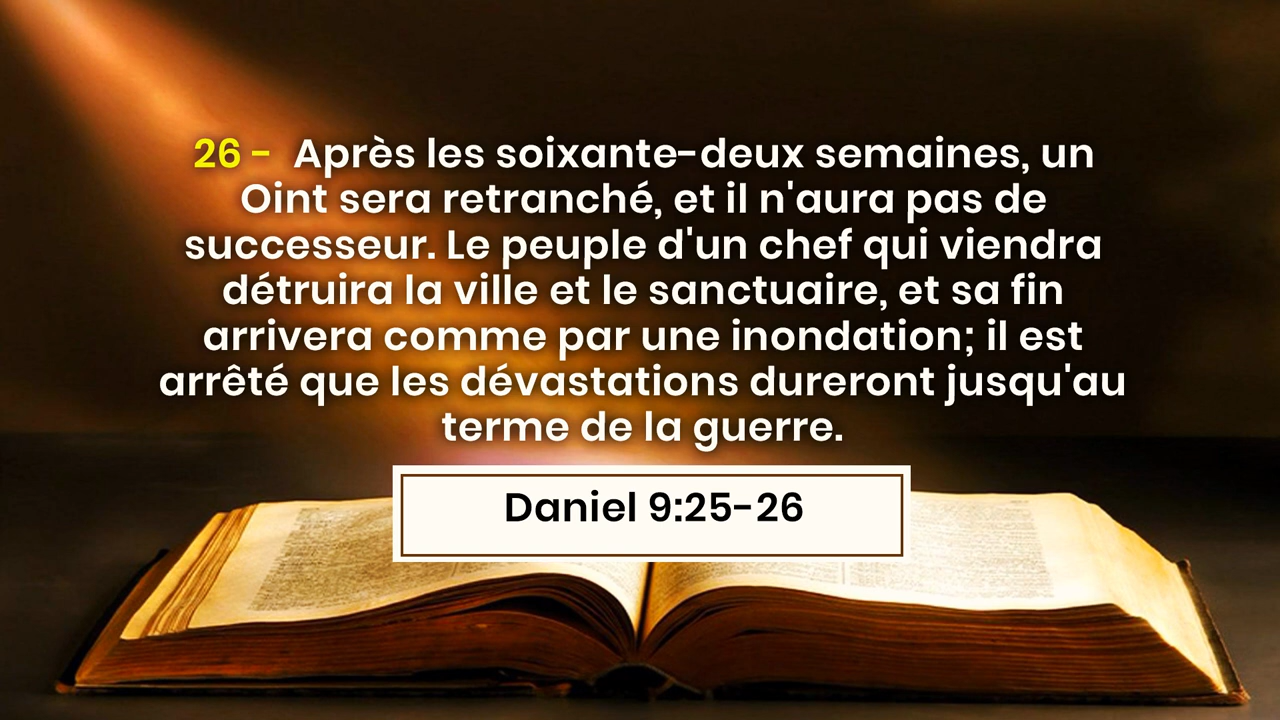 26 - Après les soixante-deux semaines, un
Oint sera retranché, et il n'aura pas de
successeur. Le peuple d'un chef qui viendra
détruira la ville et le sanctuaire, et sa fin
arrivera comme par une inondation; il est
arrêté que les dévastations dureront jusqu'au
terme de la guerre.
Daniel 9:25-26